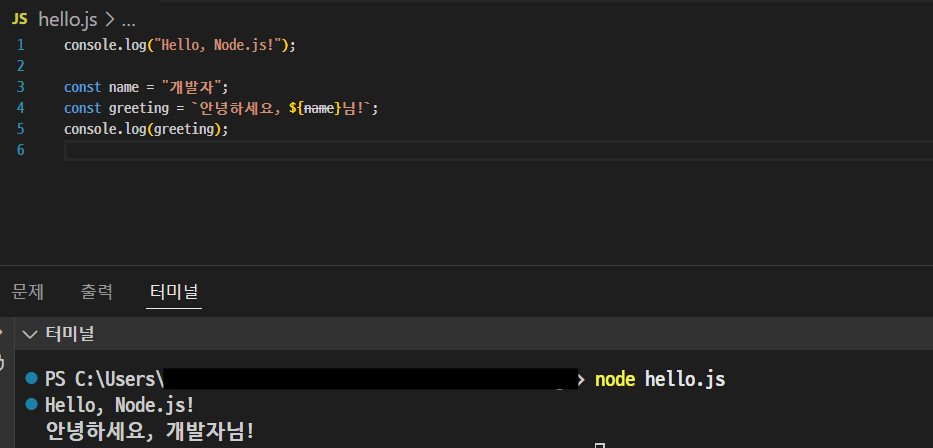 JS hello.js > ...
1 console.log("Hello, Node.js!");
2
3 const name = "개발자";
4 const greeting = `안녕하세요, ${name}님!`;
5 console.log(greeting);
6
문제 출력 터미널
터미널
PS C:\Users\ > node hello.js
Hello, Node.js!
안녕하세요, 개발자님!